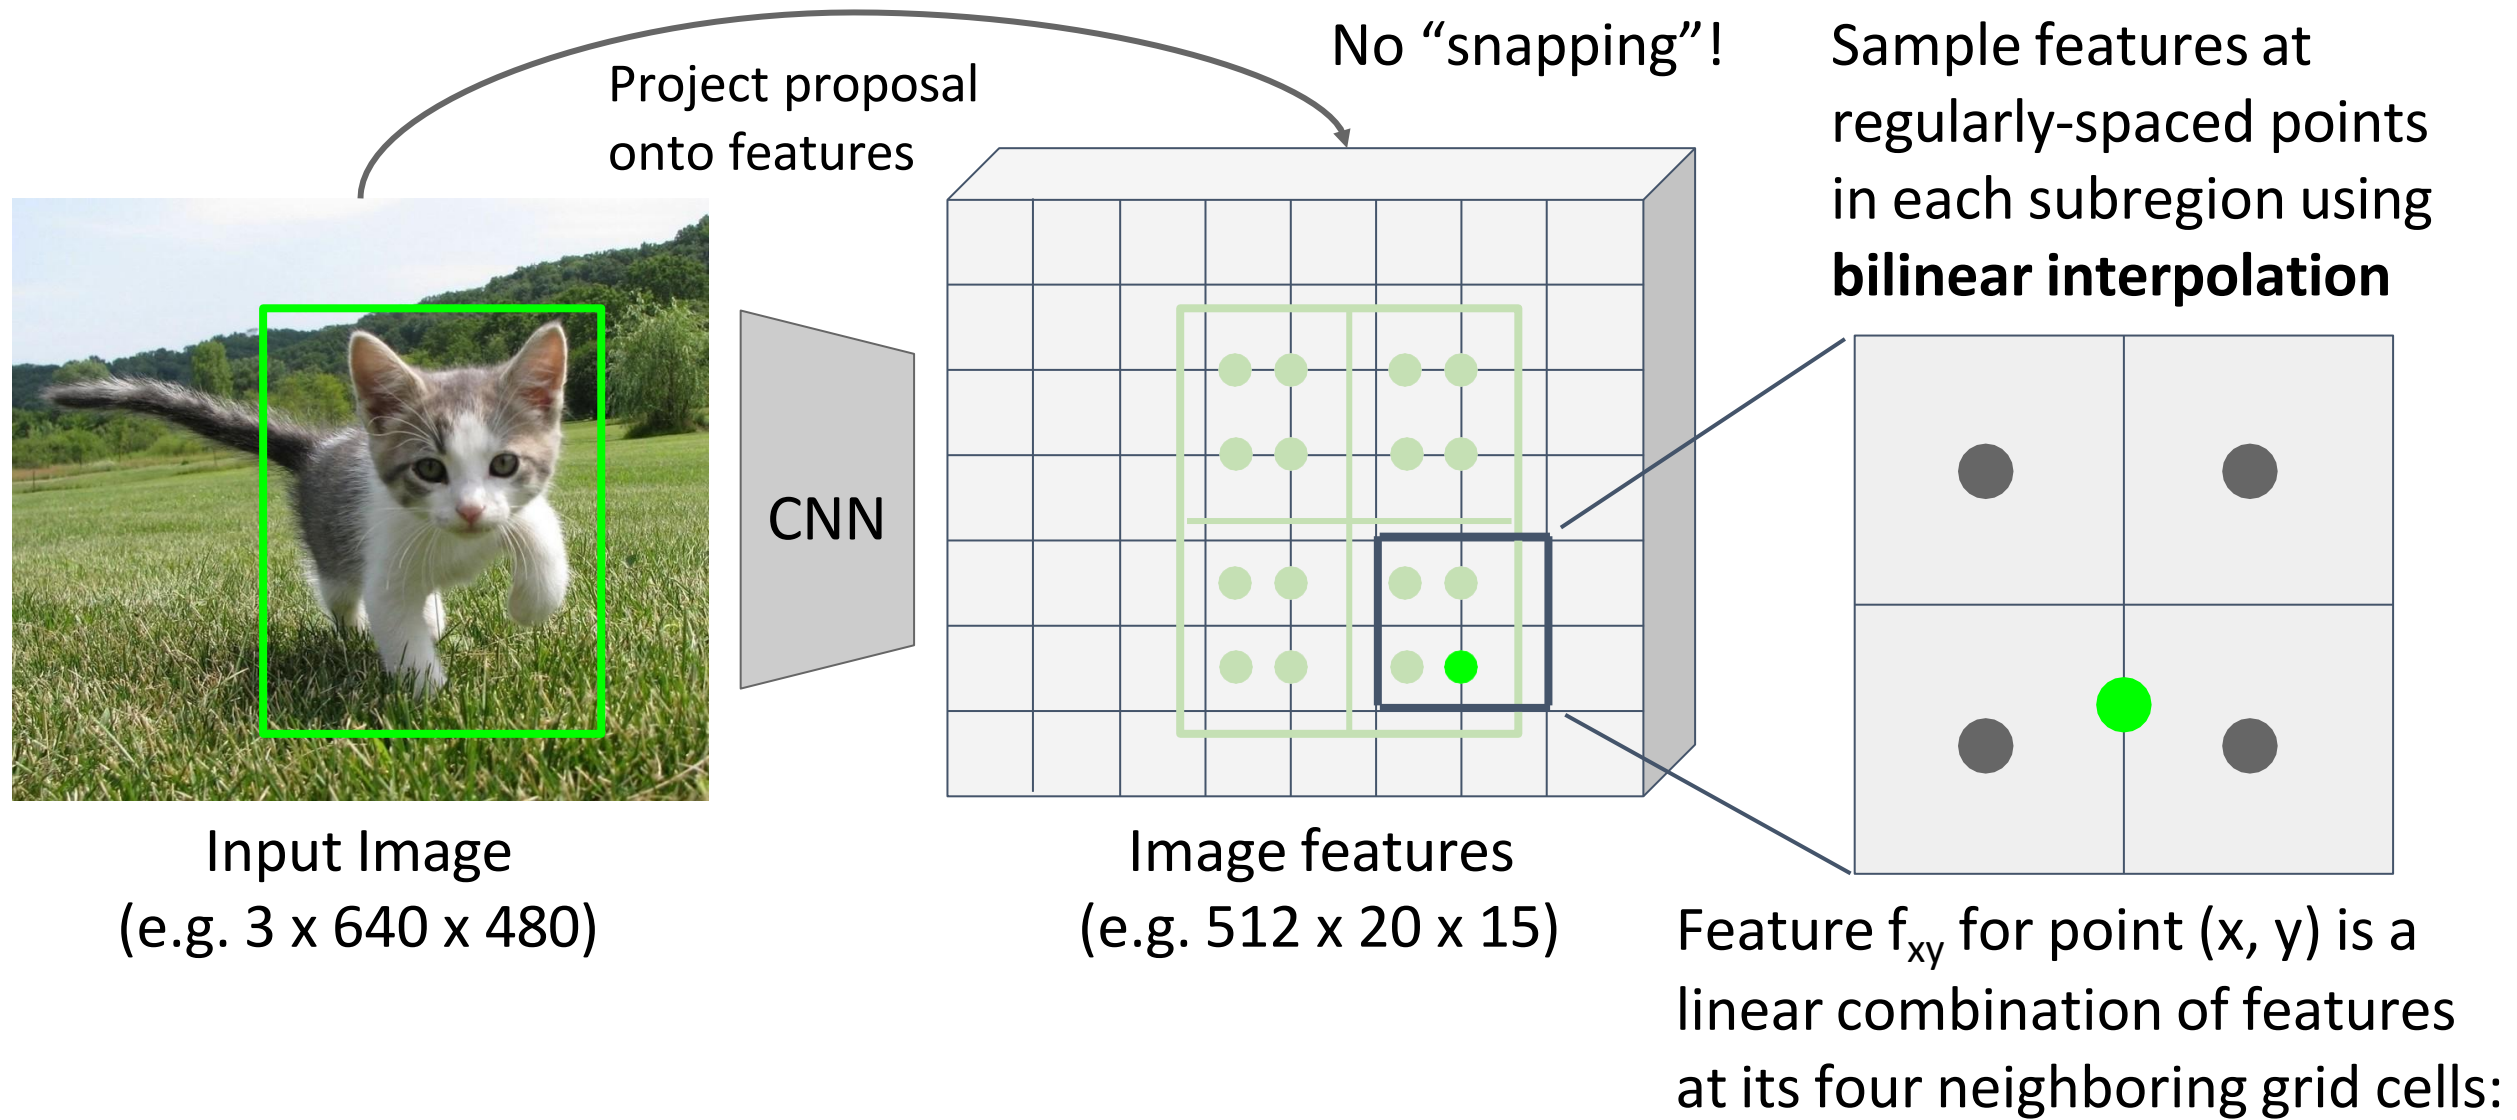 Project proposal
onto features
No “snapping”!
Sample features at
regularly-spaced points
in each subregion using
bilinear interpolation
CNN
Input Image
(e.g. 3 x 640 x 480)
Image features
(e.g. 512 x 20 x 15)
Feature fxy for point (x, y) is a
linear combination of features
at its four neighboring grid cells: